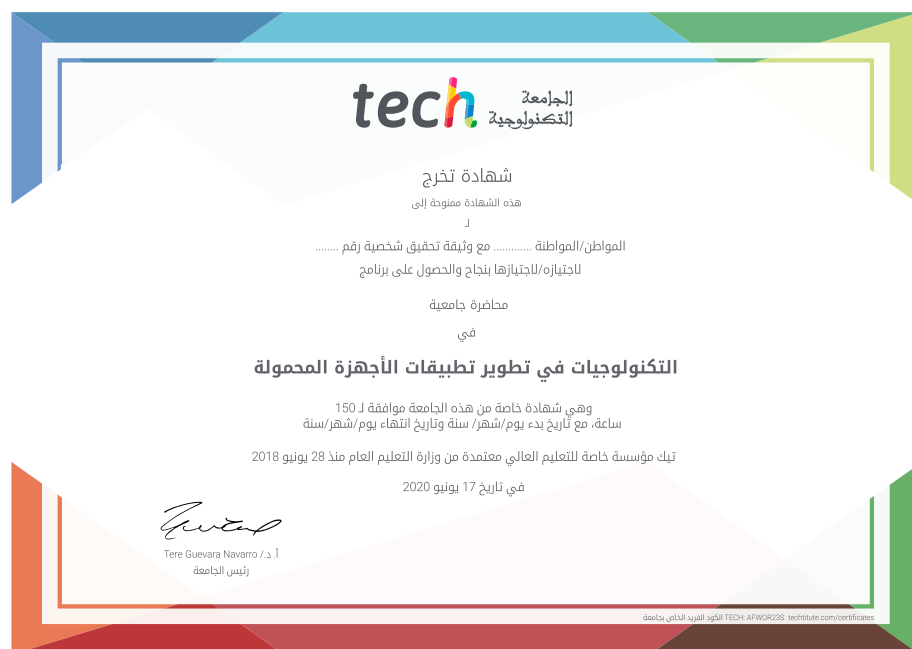 tech الجامعة
التكنولوجية
شهادة تخرج
هذه الشهادة ممنوحة إلى
لـ
المواطن/المواطنة ............. مع وثيقة تحقيق شخصية رقم ........
لاجتيازه/لاجتيازها بنجاح والحصول على برنامج
محاضرة جامعية
في
التكنولوجيات في تطوير تطبيقات الأجهزة المحمولة
وهي شهادة خاصة من هذه الجامعة موافقة لـ 150
ساعة، مع تاريخ بدء يوم/شهر/ سنة وتاريخ انتهاء يوم/شهر/سنة
تيك مؤسسة خاصة للتعليم العالي معتمدة من وزارة التعليم العام منذ 28 يونيو 2018
في تاريخ 17 يونيو 2020
أ. د./ Tere Guevara Navarro
رئيس الجامعة
الكود الفريد الخاص بجامعة TECH: AFWOR23S techtitute.com/certificates